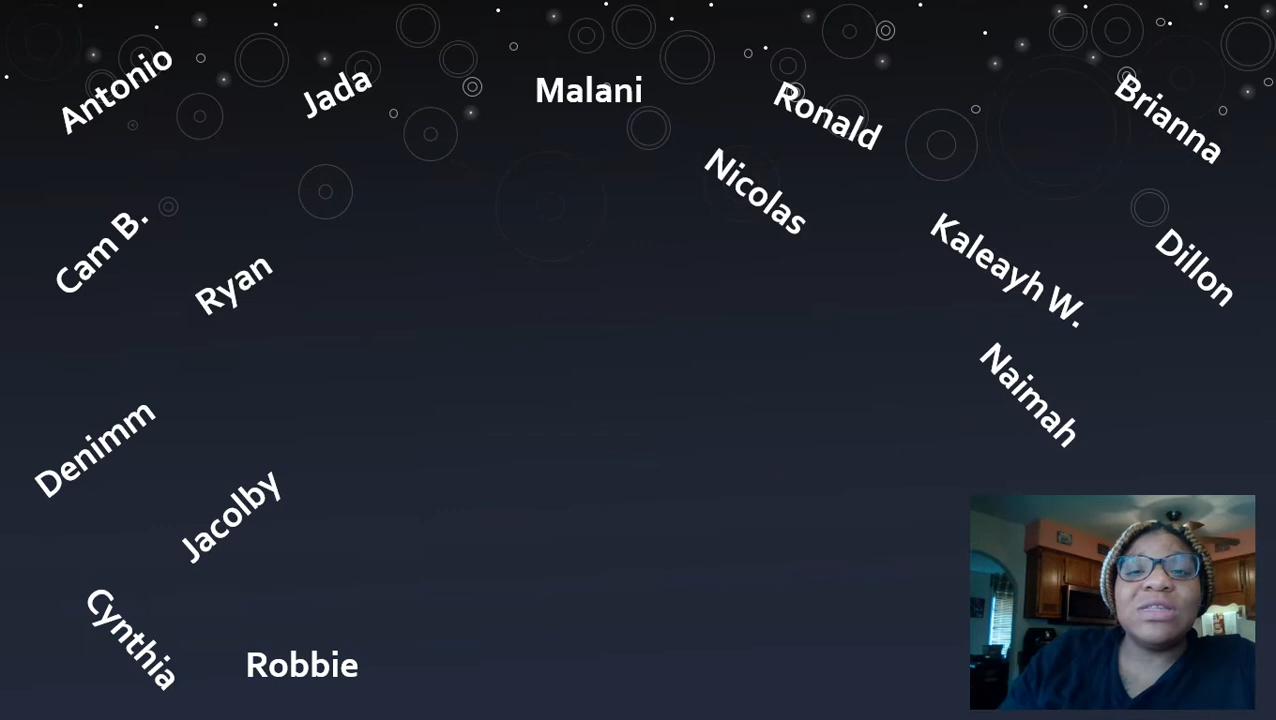 Antonio
Jada
Malani
Ronald
Brianna
Nicolas
Cam B.
Ryan
Kaleayh W.
Dillon
Naimah
Denimm
Jacolby
Cynthia
Robbie